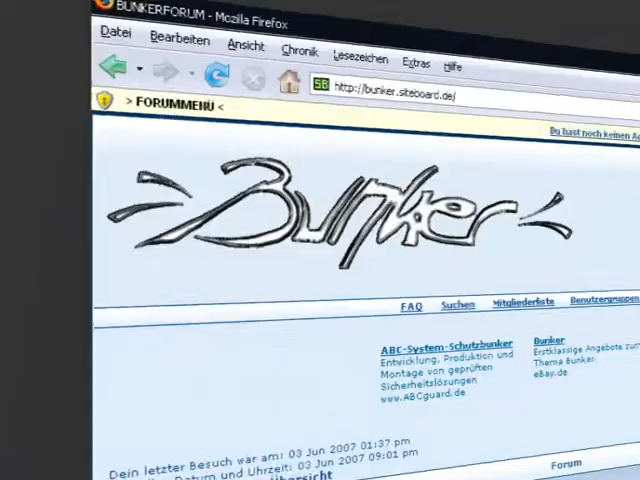 BUNKERFORUM - Mozilla Firefox
Datei Bearbeiten Ansicht Chronik Lesezeichen Extras Hilfe
SB http://bunker.siteboard.de/
> FORUMMENÜ <
Du hast noch keinen
Bunker
FAQ Suchen Mitgliederliste Benutzergruppen
ABC-System-Schutzbunker
Entwicklung, Produktion und
Montage von geprüften
Sicherheitslösungen
www.ABCguard.de
Bunker
Erstklassige Angebote zum
Thema Bunker
eBay.de
Dein letzter Besuch war am: 03 Jun 2007 01:37 pm
Datum und Uhrzeit: 03 Jun 2007 09:01 pm
Forum